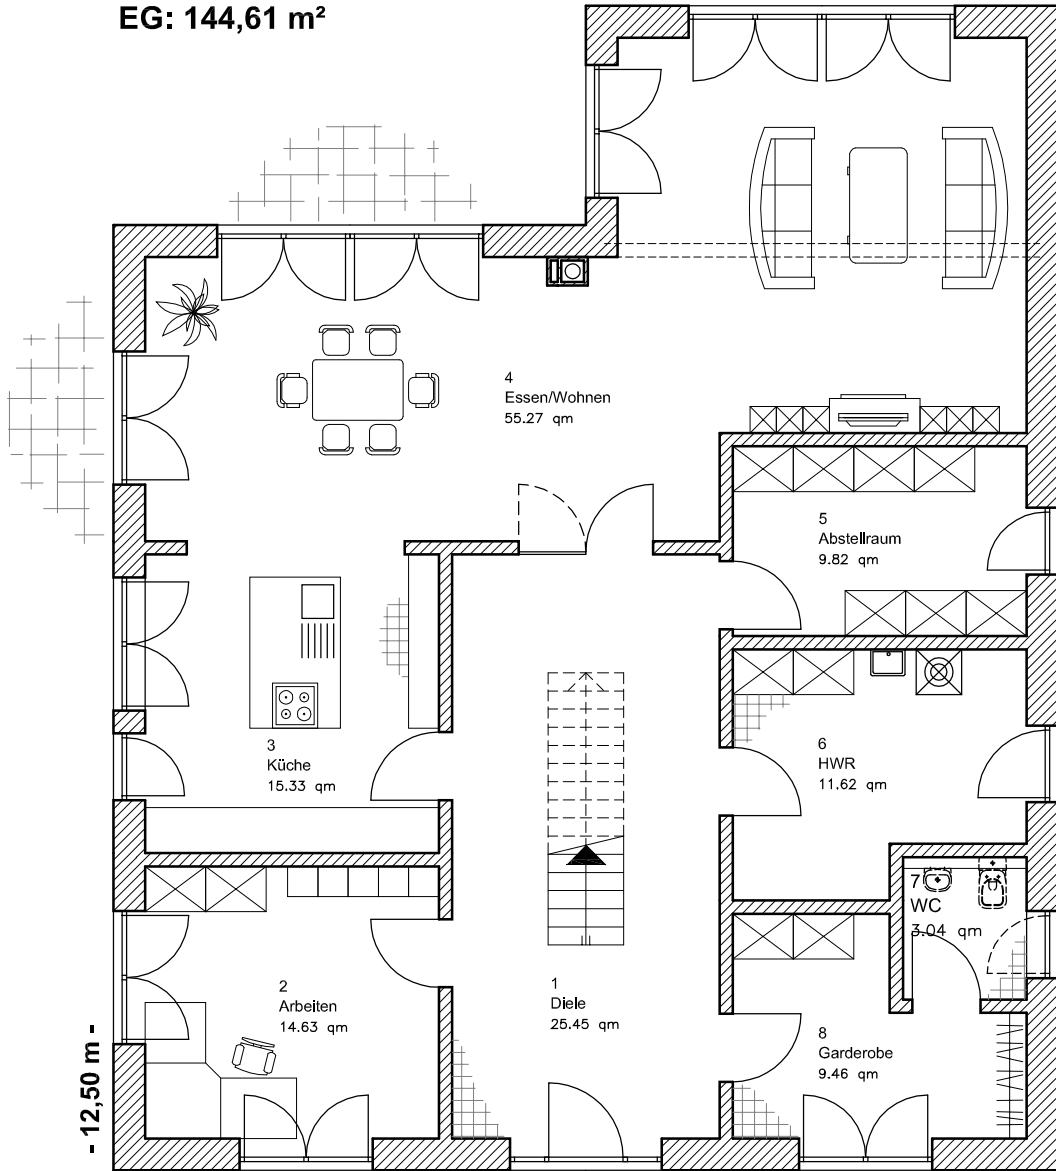 EG: 144,61 m²
4
Essen/Wohnen
55.27 qm
5
Abstellraum
9.82 qm
3
Küche
15.33 qm
6
HWR
11.62 qm
7
WC
3.04 qm
2
Arbeiten
14.63 qm
1
Diele
25.45 qm
8
Garderobe
9.46 qm
- 12,50 m -